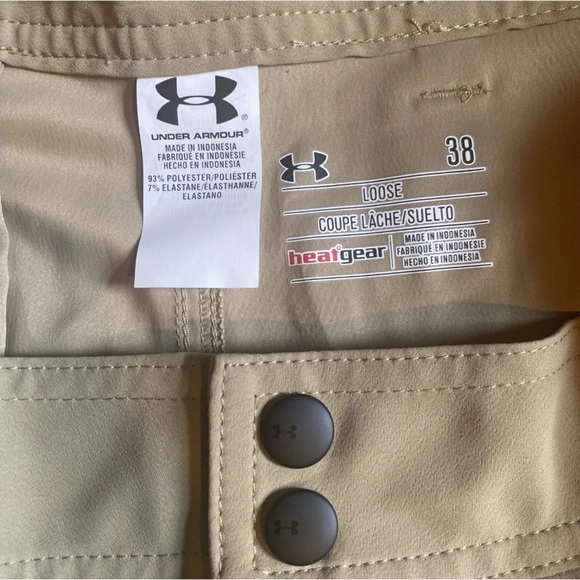 UNDER ARMOUR®
MADE IN INDONESIA
FABRIQUÉ EN INDONÉSIE
HECHO EN INDONESIA
93% POLYESTER/POLIÉSTER
7% ELASTANE/ÉLASTHANNE/
ELASTANO
38
LOOSE
COUPE LÂCHE/SUELTO
heatgear
MADE IN INDONESIA
FABRIQUÉ EN INDONÉSIE
HECHO EN INDONESIA